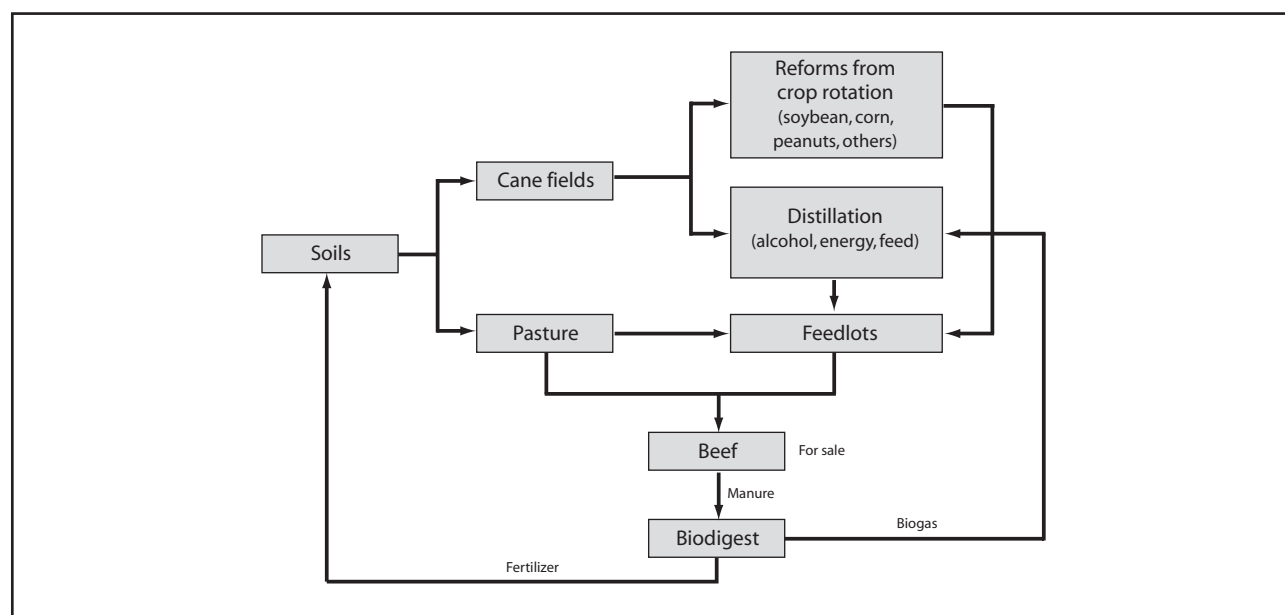 Reforms from
crop rotation
(soybean, corn,
peanuts, others)
Cane fields
Distillation
(alcohol, energy, feed)
Soils
Pasture
Feedlots
Beef
For sale
Manure
Biodigest
Biogas
Fertilizer